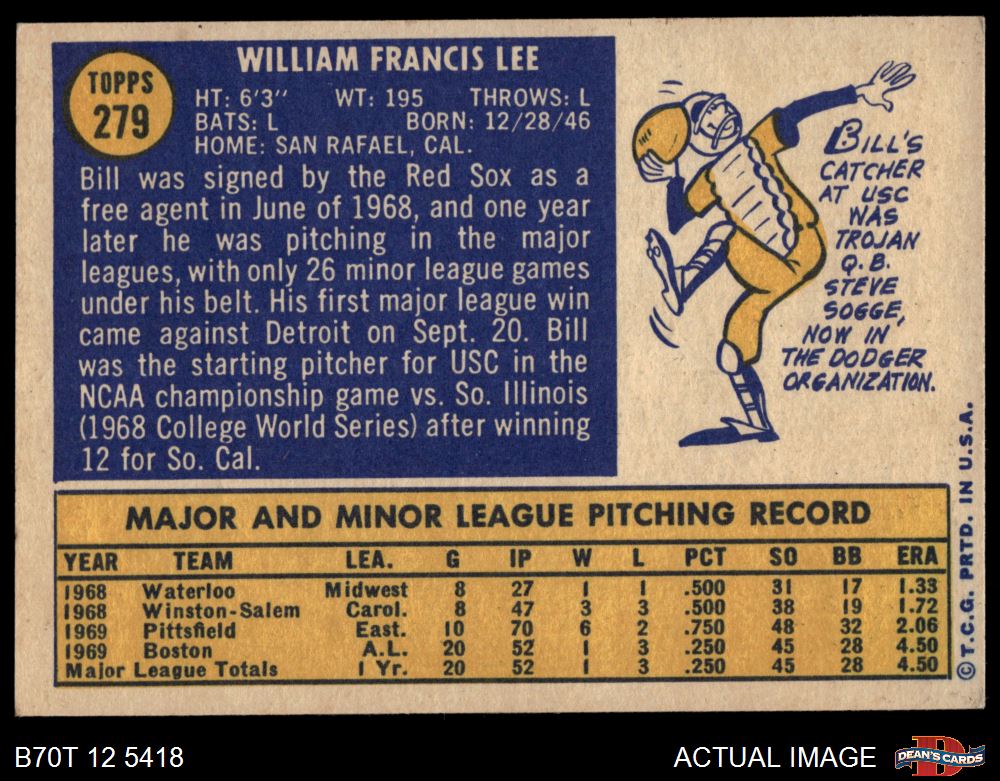 TOPPS
279
WILLIAM FRANCIS LEE
HT: 6'3" WT: 195 THROWS: L
BATS: L BORN: 12/28/46
HOME: SAN RAFAEL, CAL.
Bill was signed by the Red Sox as a
free agent in June of 1968, and one year
later he was pitching in the major
leagues, with only 26 minor league games
under his belt. His first major league win
came against Detroit on Sept. 20. Bill
was the starting pitcher for USC in the
NCAA championship game vs. So. Illinois
(1968 College World Series) after winning
12 for So. Cal.
BILL'S
CATCHER
AT USC
WAS
TROJAN
Q.B.
STEVE
SOGGE,
NOW IN
THE DODGER
ORGANIZATION.
MAJOR AND MINOR LEAGUE PITCHING RECORD
YEAR TEAM LEA. G IP W L PCT SO BB ERA
1968 Waterloo Midwest 8 27 1 1 .500 31 17 1.33
1968 Winston-Salem Carol. 8 47 3 3 .500 38 19 1.72
1969 Pittsfield East. 10 70 6 2 .750 48 32 2.06
1969 Boston A.L. 20 52 1 3 .250 45 28 4.50
Major League Totals 1 Yr. 20 52 1 3 .250 45 28 4.50
© T.C.G. PRTD. IN U.S.A.
B70T 12 5418
ACTUAL IMAGE
D
DEAN'S CARDS